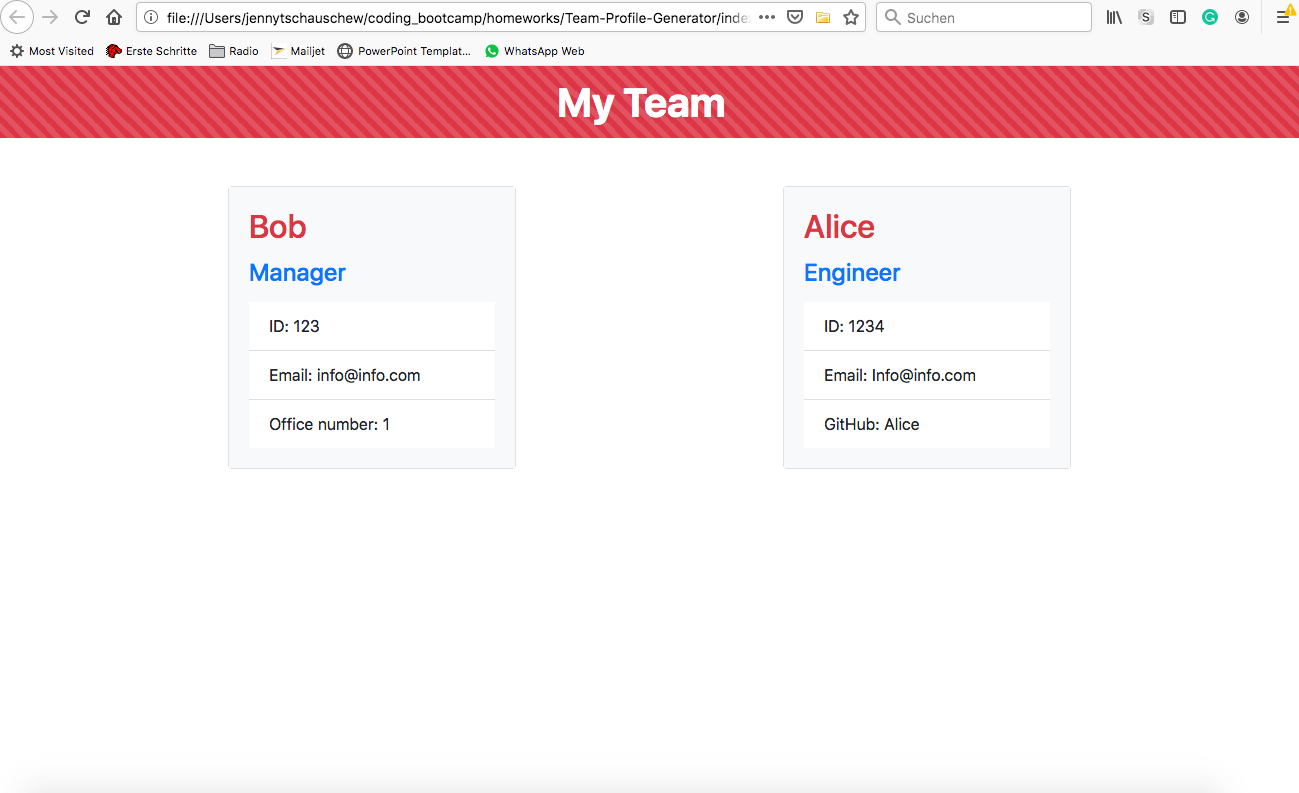 file:///Users/jennytschauschew/coding_bootcamp/homeworks/Team-Profile-Generator/inde
Suchen
S
G
Most Visited
Erste Schritte
Radio
Mailjet
PowerPoint Templat...
WhatsApp Web
My Team
Bob
Manager
ID: 123
Email: info@info.com
Office number: 1
Alice
Engineer
ID: 1234
Email: Info@info.com
GitHub: Alice